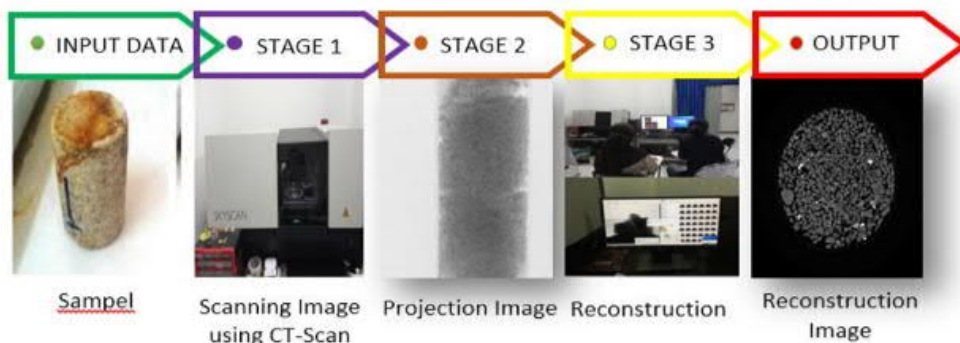 INPUT DATA
STAGE 1
STAGE 2
STAGE 3
OUTPUT
SKYSCAN
Sampel
Scanning Image
using CT-Scan
Projection Image
Reconstruction
Reconstruction
Image